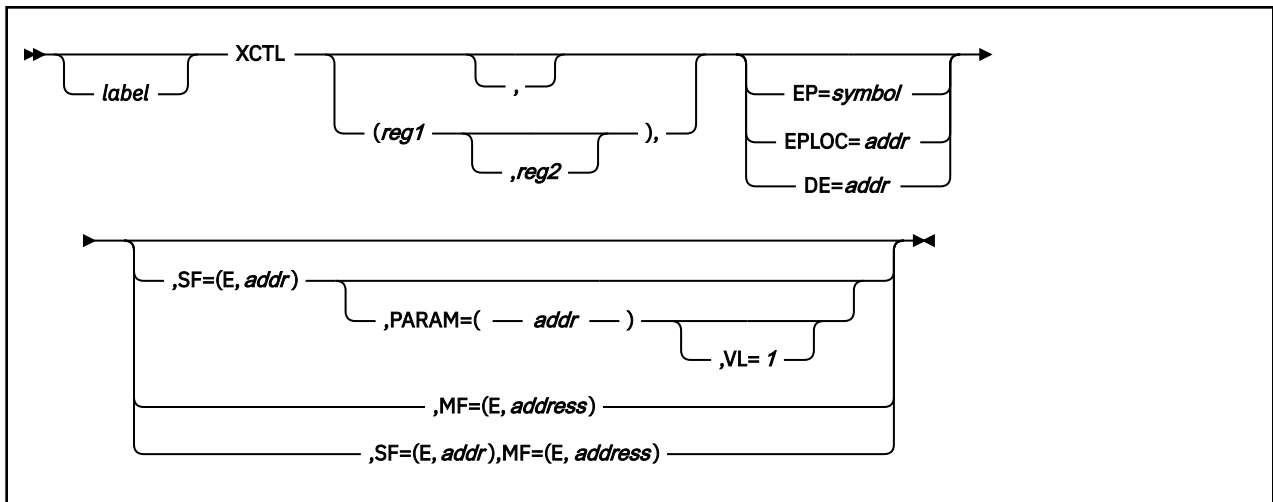 label XCTL
,
(reg1 ,reg2 ),
EP=symbol
EPLOC=addr
DE=addr
,SF=(E,addr)
,PARAM=( addr )
,VL=1
,MF=(E,address)
,SF=(E,addr),MF=(E,address)